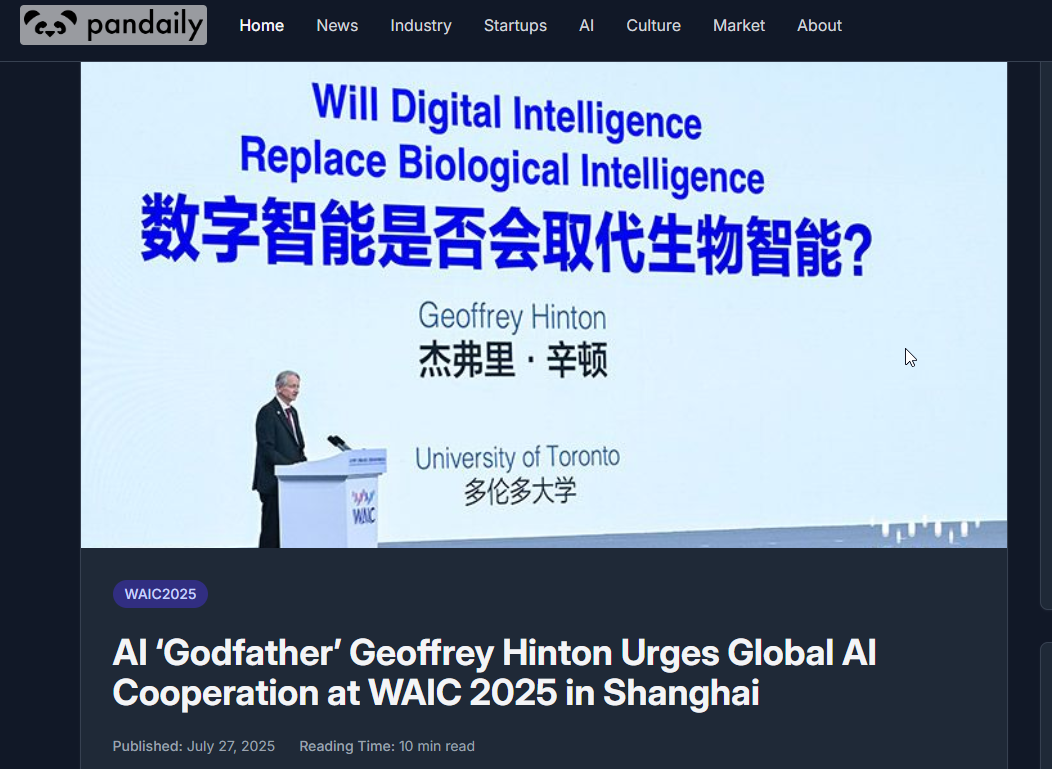 pandaily
Home News Industry Startups AI Culture Market About
Will Digital Intelligence
Replace Biological Intelligence
数字智能是否会取代生物智能?
Geoffrey Hinton
杰弗里·辛顿
University of Toronto
多伦多大学
WAIC
WAIC2025
AI ‘Godfather’ Geoffrey Hinton Urges Global AI
Cooperation at WAIC 2025 in Shanghai
Published: July 27, 2025 Reading Time: 10 min read